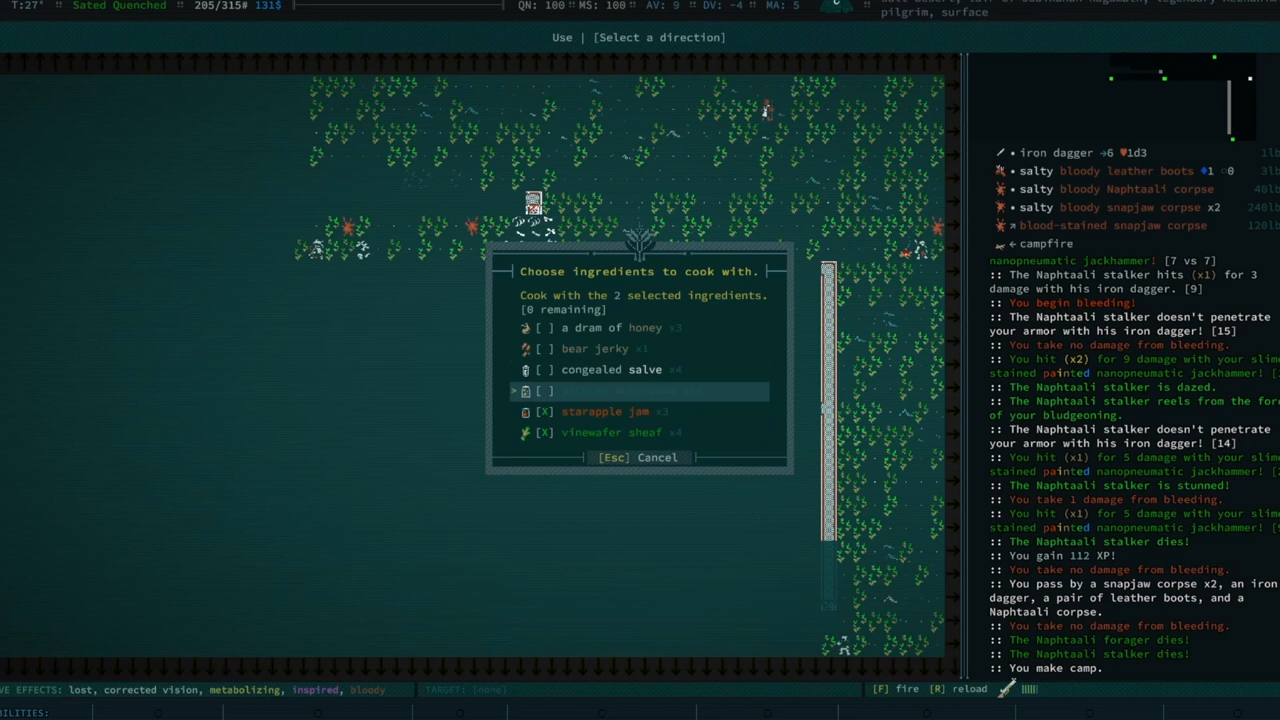 T:27° :: Sated Quenched :: 205/315# 131$ QN: 100 :: MS: 100 :: AV: 9 :: DV: -4 :: MA: 5
pilgrim, surface
Use | [Select a direction]
iron dagger →6 ♥1d3 1lb
salty bloody leather boots ♦1 ○0 3lb
salty bloody Naphtaali corpse 40lb
salty bloody snapjaw corpse x2 240lb
blood-stained snapjaw corpse 120lb
campfire
Choose ingredients to cook with.
Cook with the 2 selected ingredients.
[0 remaining]
[ ] a dram of honey x3
[ ] bear jerky x1
[ ] congealed salve x4
> [ ]
[X] starapple jam x3
[X] vinewafer sheaf x4
[Esc] Cancel
nanopneumatic jackhammer! [7 vs 7]
:: The Naphtaali stalker hits (x1) for 3
damage with his iron dagger. [9]
:: You begin bleeding!
:: The Naphtaali stalker doesn't penetrate
your armor with his iron dagger! [15]
:: You take no damage from bleeding.
:: You hit (x2) for 9 damage with your slime
stained painted nanopneumatic jackhammer! [
:: The Naphtaali stalker is dazed.
:: The Naphtaali stalker reels from the for
of your bludgeoning.
:: The Naphtaali stalker doesn't penetrate
your armor with his iron dagger! [14]
:: You hit (x1) for 5 damage with your slime
stained painted nanopneumatic jackhammer! [
:: The Naphtaali stalker is stunned!
:: You take 1 damage from bleeding.
:: You hit (x1) for 5 damage with your slime
stained painted nanopneumatic jackhammer! [
:: The Naphtaali stalker dies!
:: You gain 112 XP!
:: You take no damage from bleeding.
:: You pass by a snapjaw corpse x2, an iron
dagger, a pair of leather boots, and a
Naphtaali corpse.
:: You take no damage from bleeding.
:: The Naphtaali forager dies!
:: The Naphtaali stalker dies!
:: You make camp.
VE EFFECTS: lost, corrected vision, metabolizing, inspired, bloody
TARGET: [none]
[F] fire [R] reload
BILITIES: